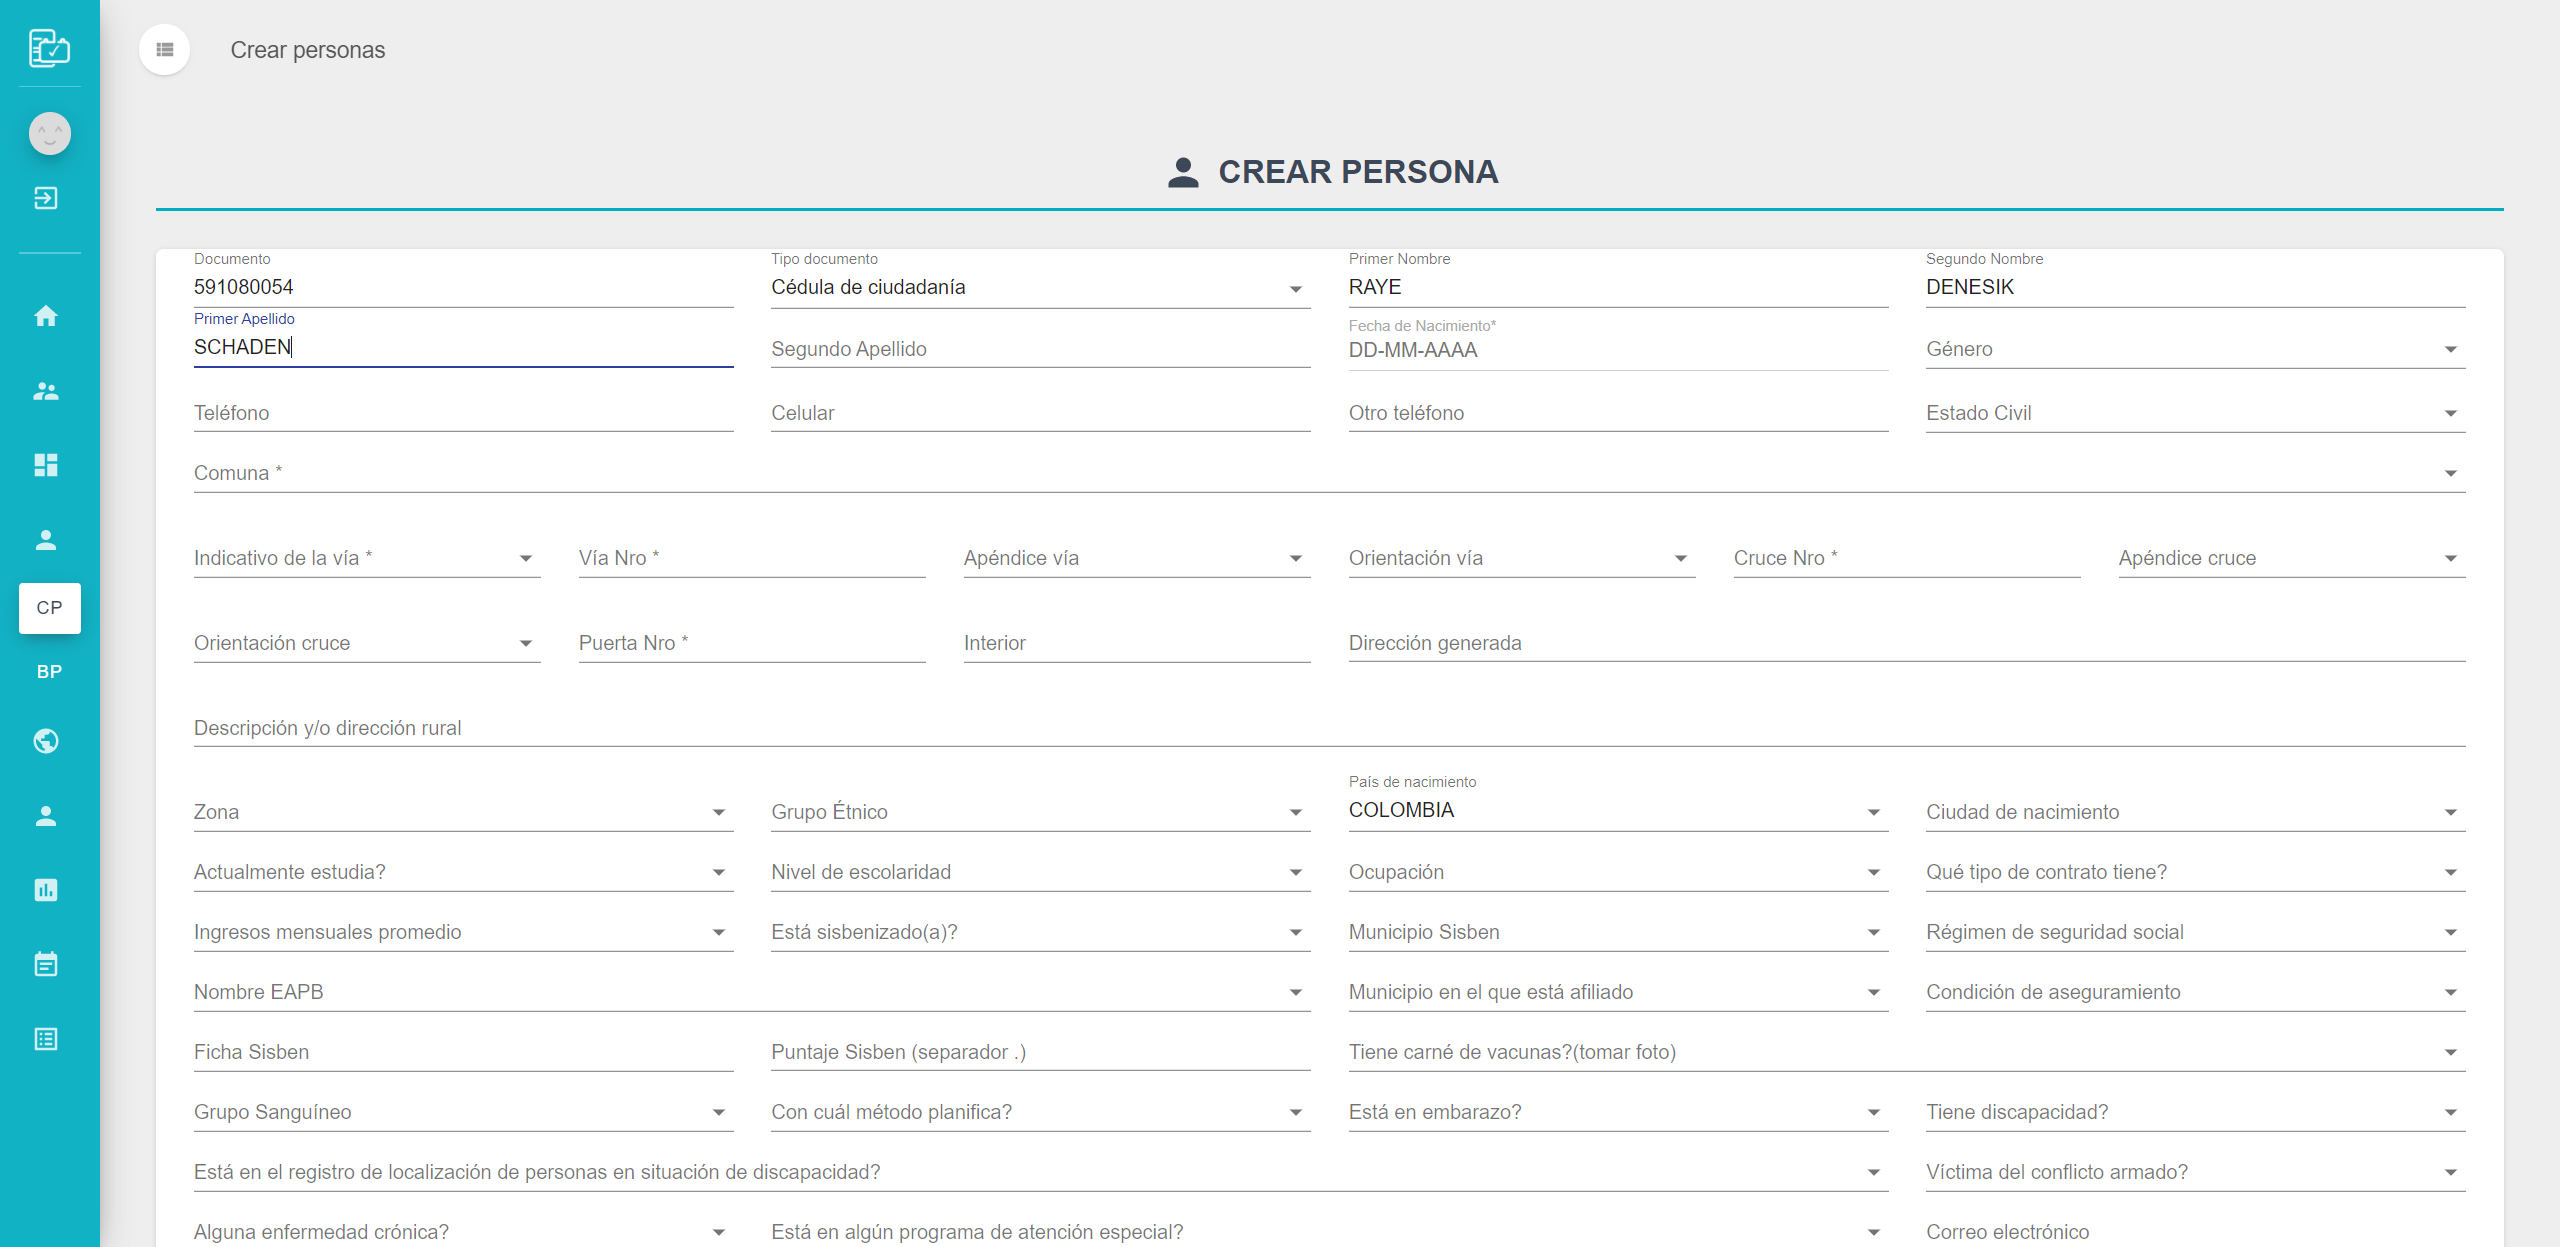 Crear personas
CREAR PERSONA
Documento
591080054
Tipo documento
Cédula de ciudadanía
Primer Nombre
RAYE
Segundo Nombre
DENESIK
Primer Apellido
SCHADEN
Segundo Apellido
Fecha de Nacimiento*
DD-MM-AAAA
Género
Teléfono
Celular
Otro teléfono
Estado Civil
Comuna *
Indicativo de la vía *
Vía Nro *
Apéndice vía
Orientación vía
Cruce Nro *
Apéndice cruce
CP
Orientación cruce
Puerta Nro *
Interior
Dirección generada
BP
Descripción y/o dirección rural
Zona
Grupo Étnico
País de nacimiento
COLOMBIA
Ciudad de nacimiento
Actualmente estudia?
Nivel de escolaridad
Ocupación
Qué tipo de contrato tiene?
Ingresos mensuales promedio
Está sisbenizado(a)?
Municipio Sisben
Régimen de seguridad social
Nombre EAPB
Municipio en el que está afiliado
Condición de aseguramiento
Ficha Sisben
Puntaje Sisben (separador .)
Tiene carné de vacunas?(tomar foto)
Grupo Sanguíneo
Con cuál método planifica?
Está en embarazo?
Tiene discapacidad?
Está en el registro de localización de personas en situación de discapacidad?
Víctima del conflicto armado?
Alguna enfermedad crónica?
Está en algún programa de atención especial?
Correo electrónico